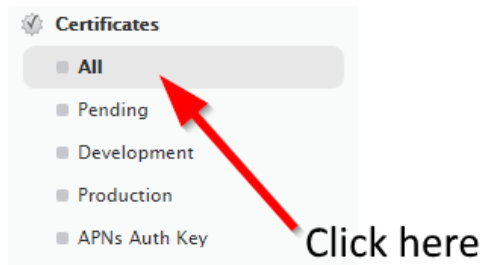 Certificates
All
Pending
Development
Production
APNs Auth Key
Click here